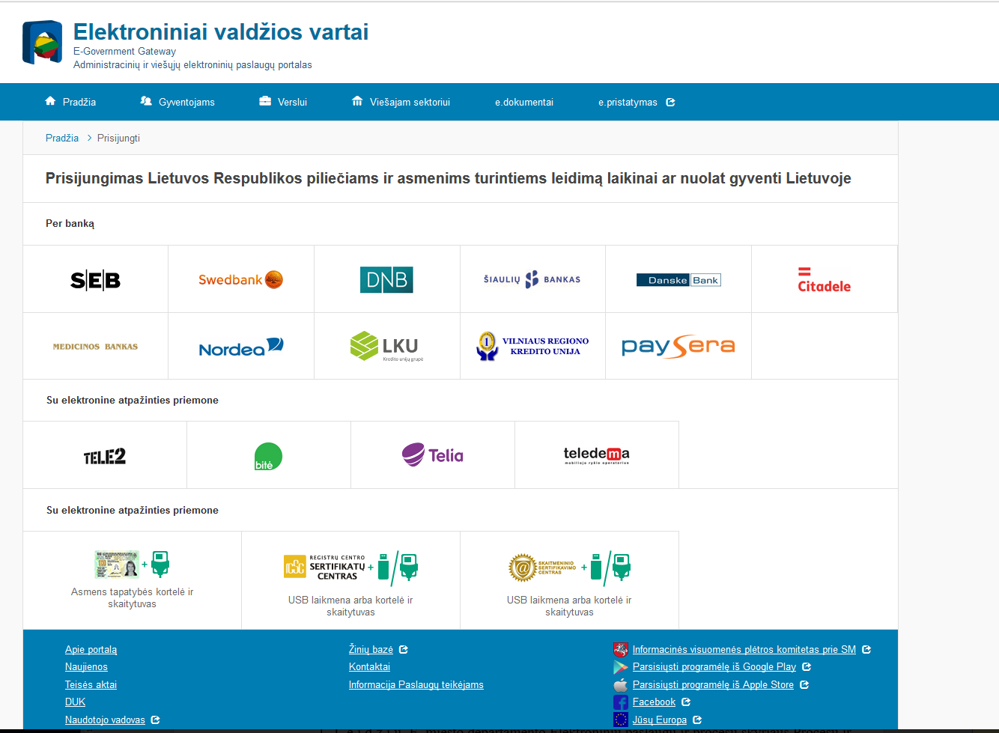 Elektroniniai valdžios vartai
E-Government Gateway
Administracinių ir viešųjų elektroninių paslaugų portalas
Pradžia
Gyventojams
Verslui
Viešajam sektoriui
e.dokumentai
e.pristatymas
Pradžia > Prisijungti
Prisijungimas Lietuvos Respublikos piliečiams ir asmenims turintiems leidimą laikinai ar nuolat gyventi Lietuvoje
Per banką
S|E|B
Swedbank
DNB
ŠIAULIŲ BANKAS
Danske Bank
Citadele
MEDICINOS BANKAS
Nordea
LKU
Kredito unijų grupė
1
VILNIAUS REGIONO
KREDITO UNIJA
paysera
Su elektronine atpažinties priemone
TELE2
bitė
Telia
teledema
mobiliojo ryšio operatorius
Su elektronine atpažinties priemone
+
Asmens tapatybės kortelė ir
skaitytuvas
REGISTRŲ CENTRO
SERTIFIKATŲ
CENTRAS
+
USB laikmena arba kortelė ir
skaitytuvas
@
SKAITMENINIO
SERTIFIKAVIMO
CENTRAS
+
USB laikmena arba kortelė ir
skaitytuvas
Apie portalą
Naujienos
Teisės aktai
DUK
Naudotojo vadovas
Žinių bazė
Kontaktai
Informacija Paslaugų teikėjams
Informacinės visuomenės plėtros komitetas prie SM
Parsisiųsti programėlę iš Google Play
Parsisiųsti programėlę iš Apple Store
Facebook
Jūsų Europa